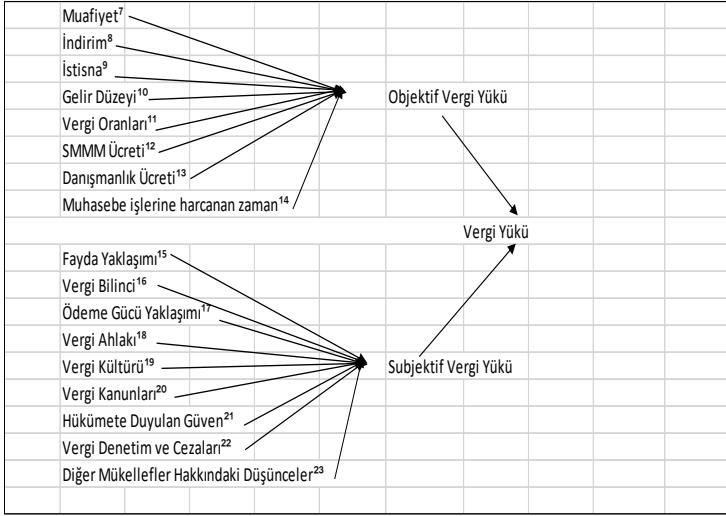 Muafiyet⁷
İndirim⁸
İstisna⁹
Gelir Düzeyi¹⁰
Objektif Vergi Yükü
Vergi Oranları¹¹
SMMM Ücreti¹²
Danışmanlık Ücreti¹³
Muhasebe işlerine harcanan zaman¹⁴
Vergi Yükü
Fayda Yaklaşımı¹⁵
Vergi Bilinci¹⁶
Ödeme Gücü Yaklaşımı¹⁷
Vergi Ahlakı¹⁸
Vergi Kültürü¹⁹
Subjektif Vergi Yükü
Vergi Kanunları²⁰
Hükümete Duyulan Güven²¹
Vergi Denetim ve Cezaları²²
Diğer Mükellefler Hakkındaki Düşünceler²³